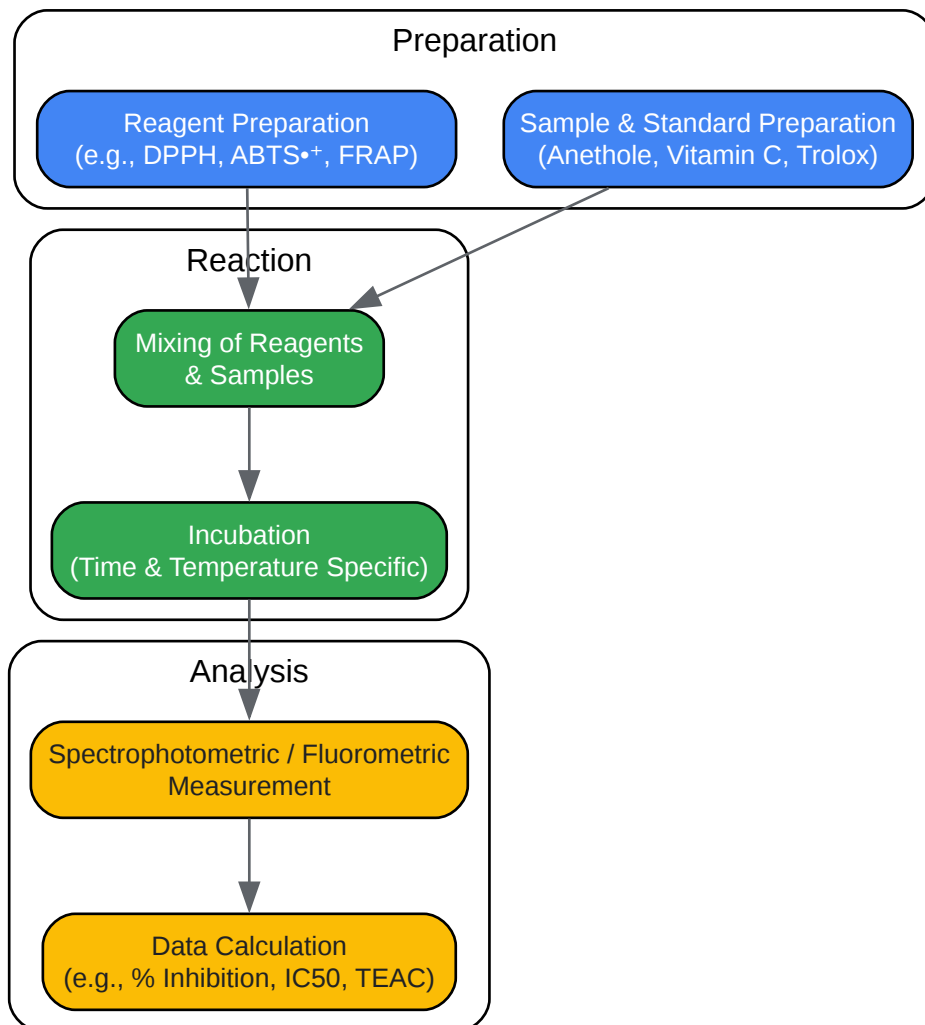 Preparation
Reagent Preparation
(e.g., DPPH, ABTS•⁺, FRAP)
Sample & Standard Preparation
(Anethole, Vitamin C, Trolox)
Reaction
Mixing of Reagents
& Samples
Incubation
(Time & Temperature Specific)
Analysis
Spectrophotometric / Fluorometric
Measurement
Data Calculation
(e.g., % Inhibition, IC50, TEAC)